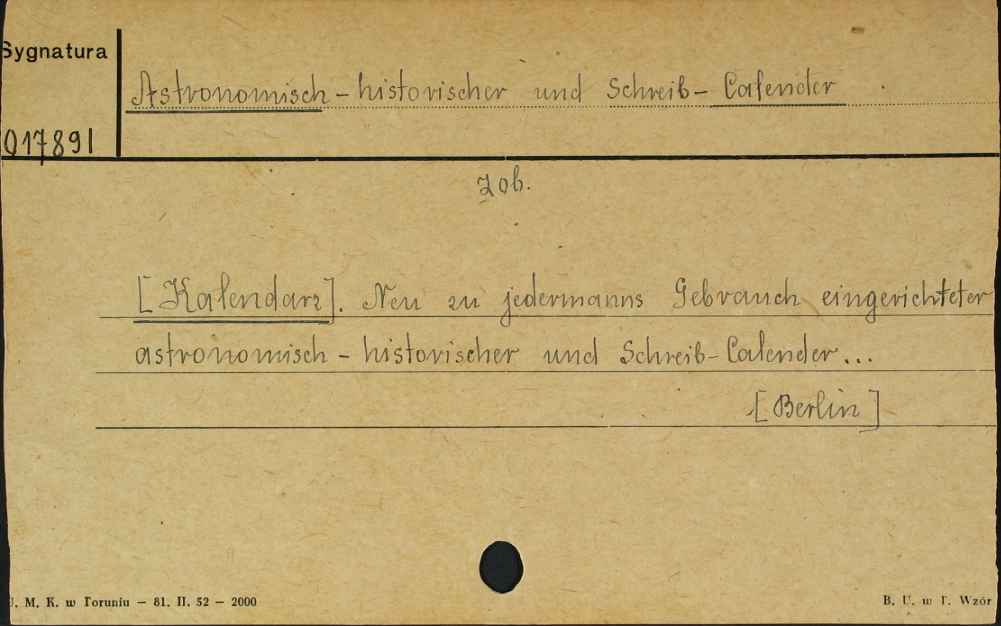 Sygnatura
Astronomisch - historischer und Schreib - Calender
017891
Zob.
[Kalendarz]. Neu zu jedermanns Gebrauch eingerichteter
astronomisch - historischer und Schreib - Calender...
[Berlin]
J. M. K. w Toruniu — 81. II. 52 — 2000
B. U. w T. Wzór